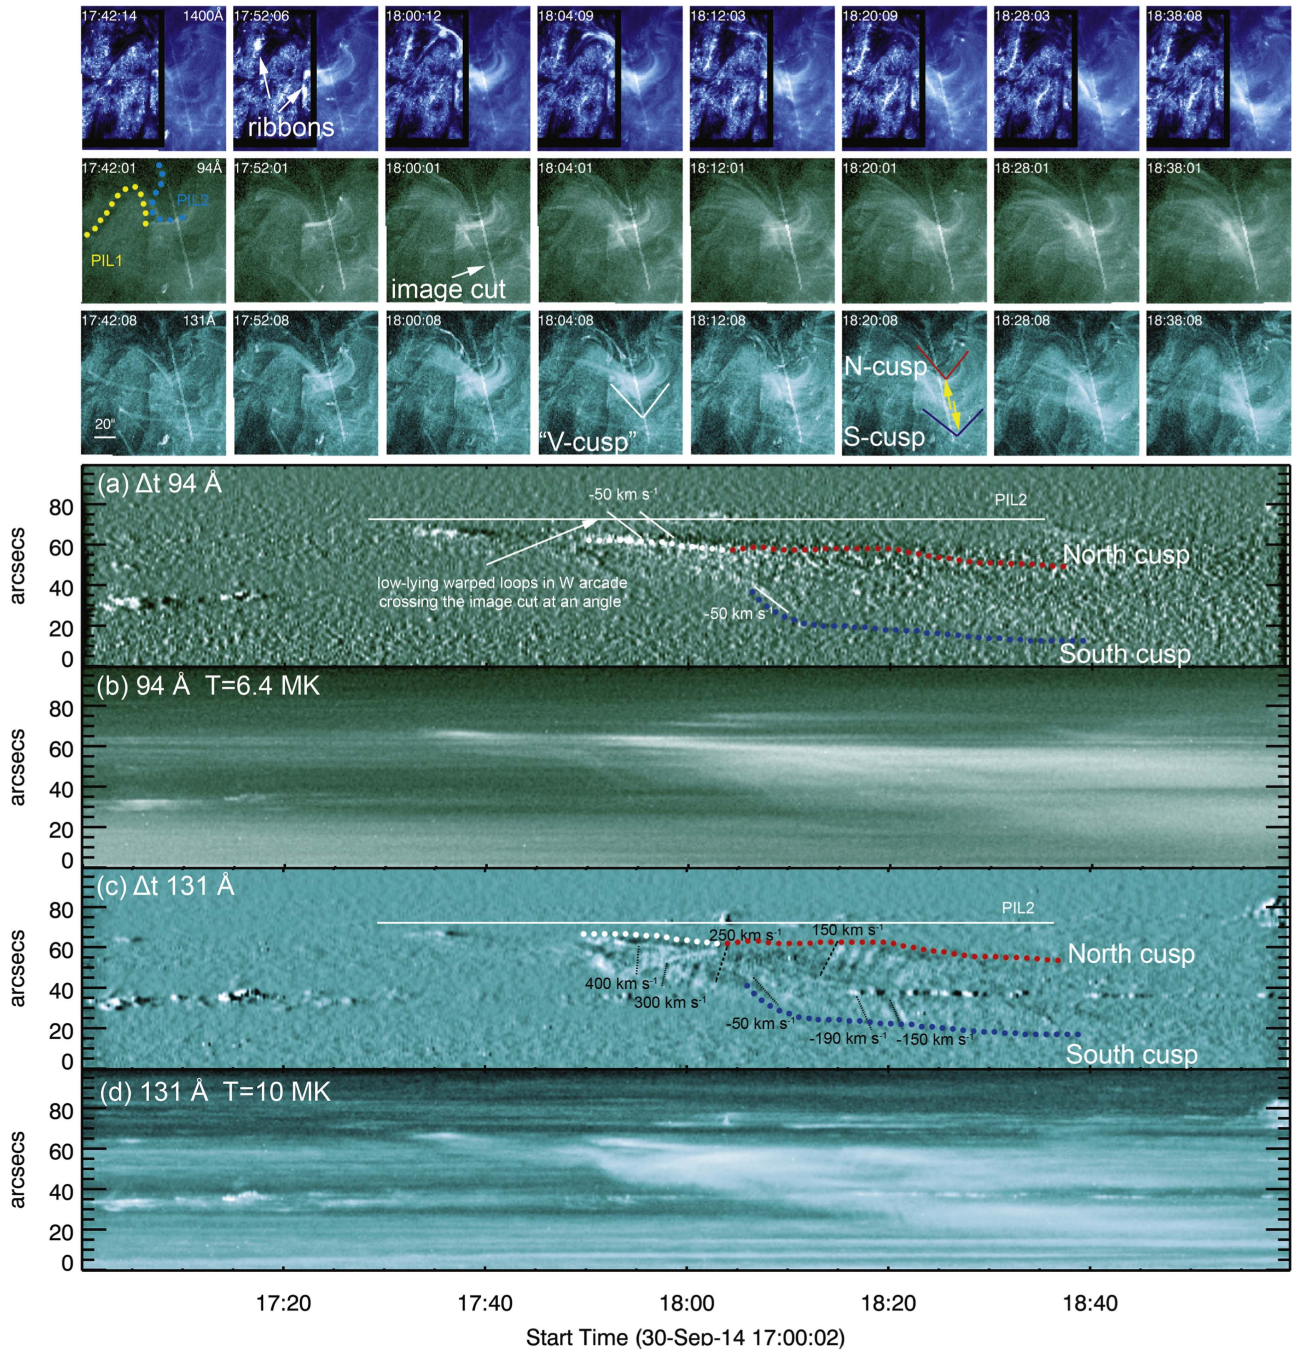 17:42:14 1400Å
17:52:06
18:00:12
18:04:09
18:12:03
18:20:09
18:28:03
18:38:08
ribbons
17:42:01 94Å
17:52:01
18:00:01
18:04:01
18:12:01
18:20:01
18:28:01
18:38:01
PIL2
PIL1
image cut
17:42:08 131Å
17:52:08
18:00:08
18:04:08
18:12:08
18:20:08
18:28:08
18:38:08
20"
"V-cusp"
N-cusp
S-cusp
(a) Δt 94 Å
-50 km s⁻¹
PIL2
North cusp
low-lying warped loops in W arcade
crossing the image cut at an angle
-50 km s⁻¹
South cusp
80
60
40
20
0
arcsecs
(b) 94 Å T=6.4 MK
80
60
40
20
0
arcsecs
(c) Δt 131 Å
PIL2
250 km s⁻¹
150 km s⁻¹
North cusp
400 km s⁻¹
300 km s⁻¹
-50 km s⁻¹
-190 km s⁻¹
-150 km s⁻¹
South cusp
80
60
40
20
0
arcsecs
(d) 131 Å T=10 MK
80
60
40
20
0
arcsecs
17:20
17:40
18:00
18:20
18:40
Start Time (30-Sep-14 17:00:02)